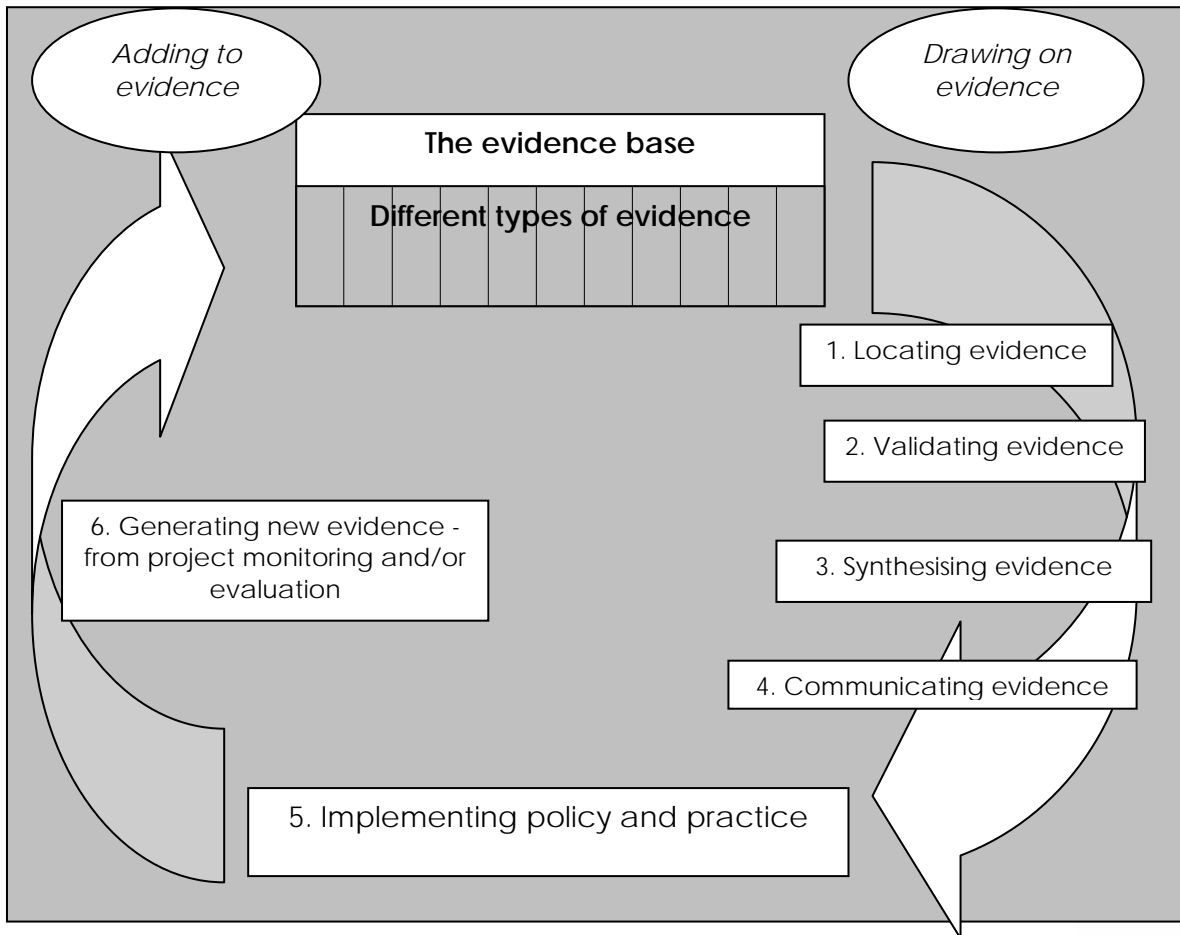 Adding to
evidence
Drawing on
evidence
The evidence base
Different types of evidence
1. Locating evidence
2. Validating evidence
3. Synthesising evidence
4. Communicating evidence
5. Implementing policy and practice
6. Generating new evidence -
from project monitoring and/or
evaluation